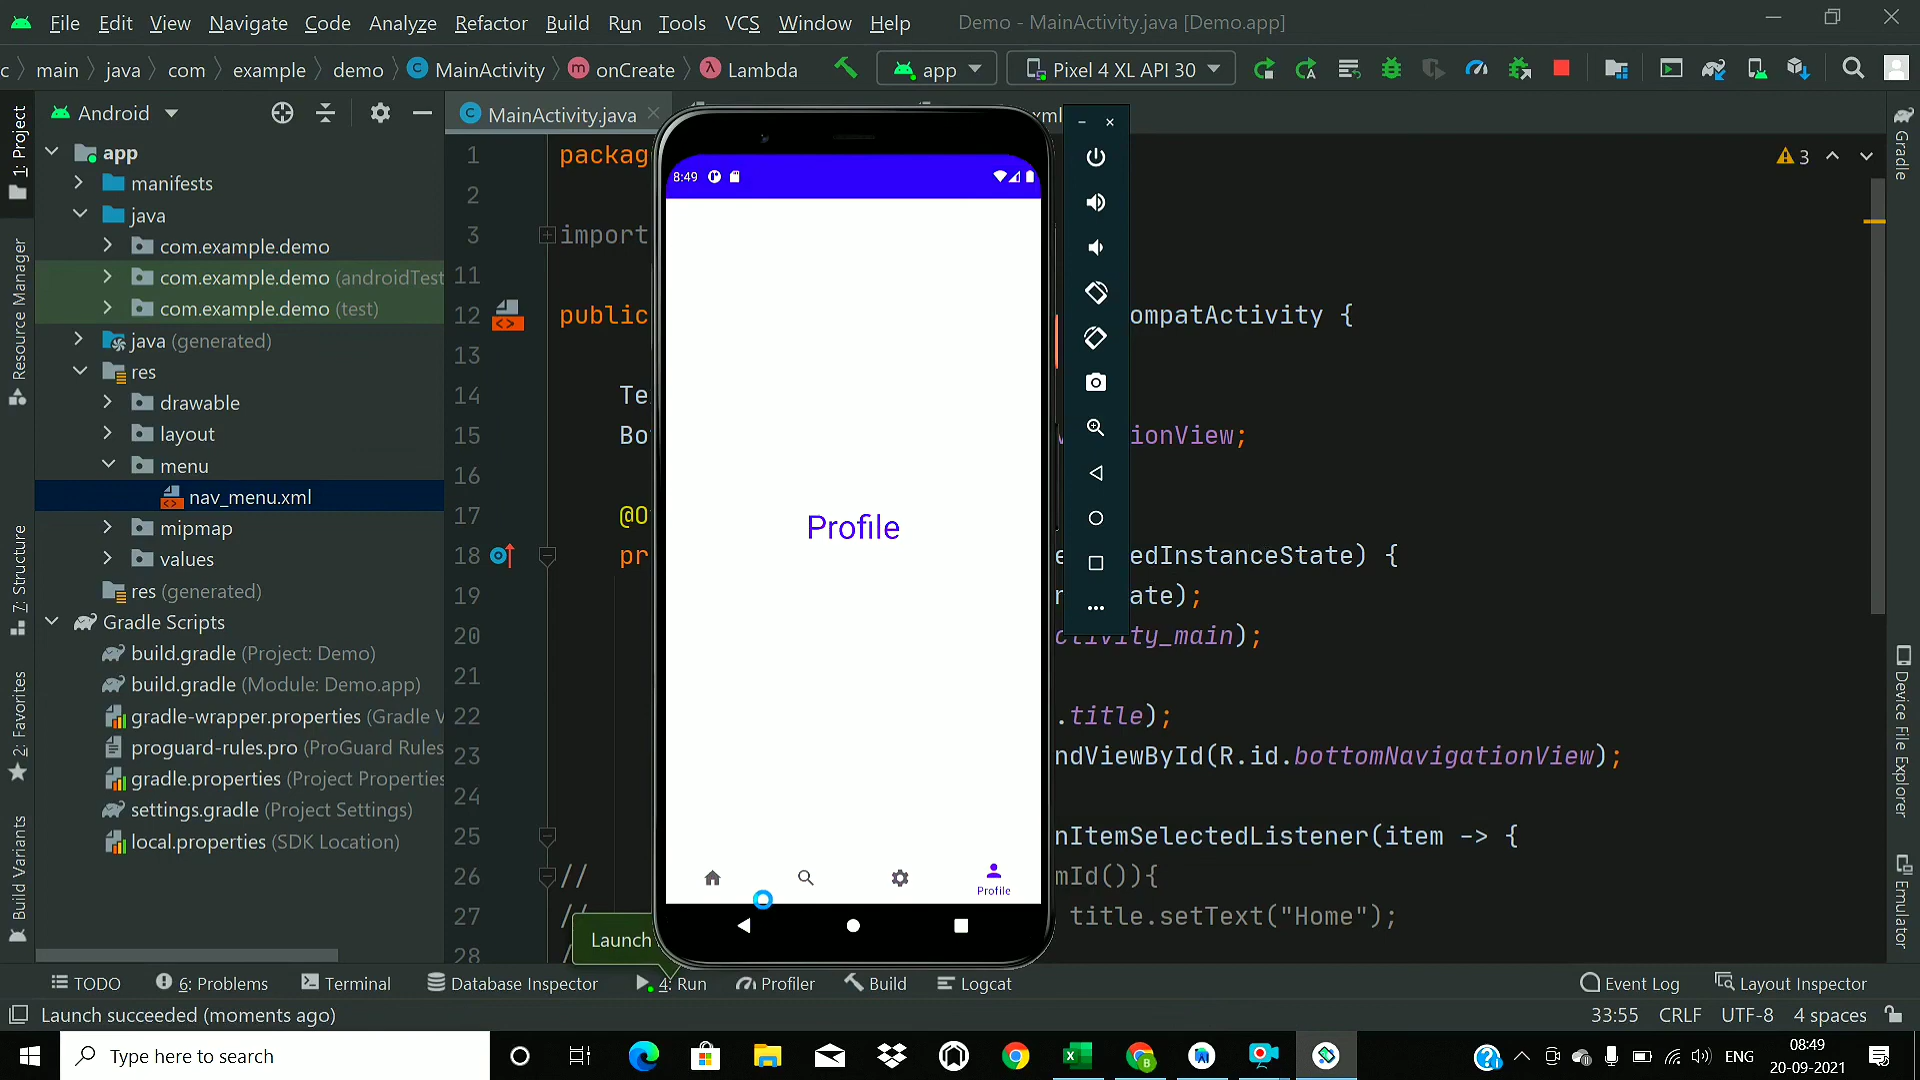 File Edit View Navigate Code Analyze Refactor Build Run Tools VCS Window Help Demo - MainActivity.java [Demo.app]
c main java com example demo MainActivity onCreate Lambda app Pixel 4 XL API 30
Android
MainActivity.java
xml
1: Project
Resource Manager
7: Structure
2: Favorites
Build Variants
app
manifests
java
com.example.demo
com.example.demo (androidTest
com.example.demo (test)
java (generated)
res
drawable
layout
menu
nav_menu.xml
mipmap
values
res (generated)
Gradle Scripts
build.gradle (Project: Demo)
build.gradle (Module: Demo.app)
gradle-wrapper.properties (Gradle V
proguard-rules.pro (ProGuard Rules
gradle.properties (Project Properties
settings.gradle (Project Settings)
local.properties (SDK Location)
1 packag
2
3 import
11
12 public ompatActivity {
13
14 Te
15 Bo ionView;
16
17 @O
18 pr edInstanceState) {
19 ate);
20 ctivity_main);
21
22 .title);
23 ndViewById(R.id.bottomNavigationView);
24
25 nItemSelectedListener(item -> {
26 // mId()){
27 // title.setText("Home");
28
3
8:49
Profile
Profile
Launch
Gradle
Device File Explorer
Emulator
TODO 6: Problems Terminal Database Inspector 4: Run Profiler Build Logcat Event Log Layout Inspector
Launch succeeded (moments ago) 33:55 CRLF UTF-8 4 spaces
Type here to search
ENG
08:49
20-09-2021